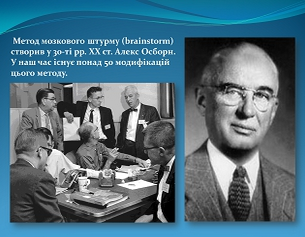 Метод мозкового штурму (brainstorm)
створив у 30-ті рр. ХХ ст. Алекс Осборн.
У наш час існує понад 50 модифікацій
цього методу.